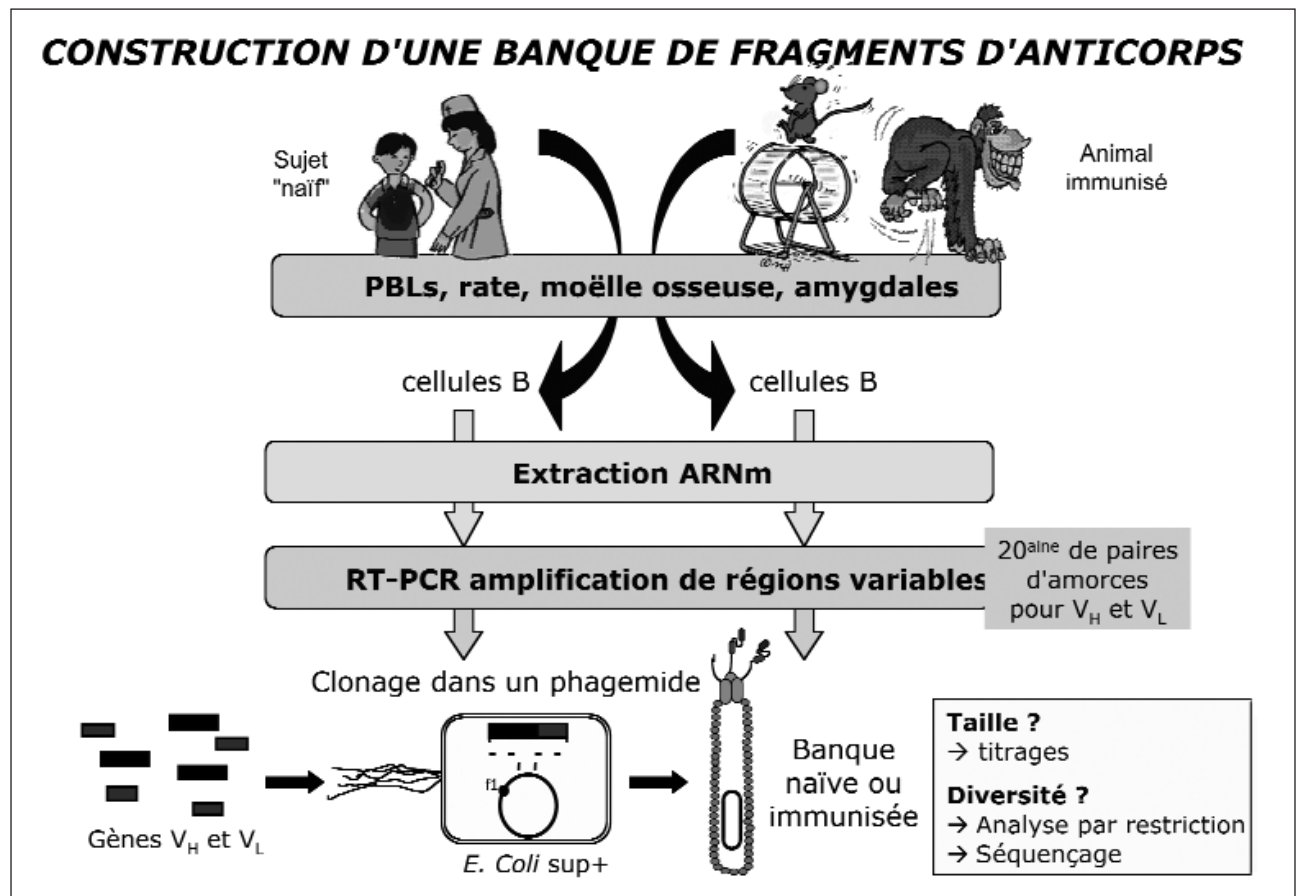 CONSTRUCTION D'UNE BANQUE DE FRAGMENTS D'ANTICORPS
Sujet
"naïf"
Animal
immunisé
PBLs, rate, moëlle osseuse, amygdales
cellules B
cellules B
Extraction ARNm
RT-PCR amplification de régions variables
20aine de paires
d'amorces
pour VH et VL
Clonage dans un phagemide
f1
Gènes VH et VL
E. Coli sup+
Banque
naïve ou
immunisée
Taille ?
→ titrages
Diversité ?
→ Analyse par restriction
→ Séquençage